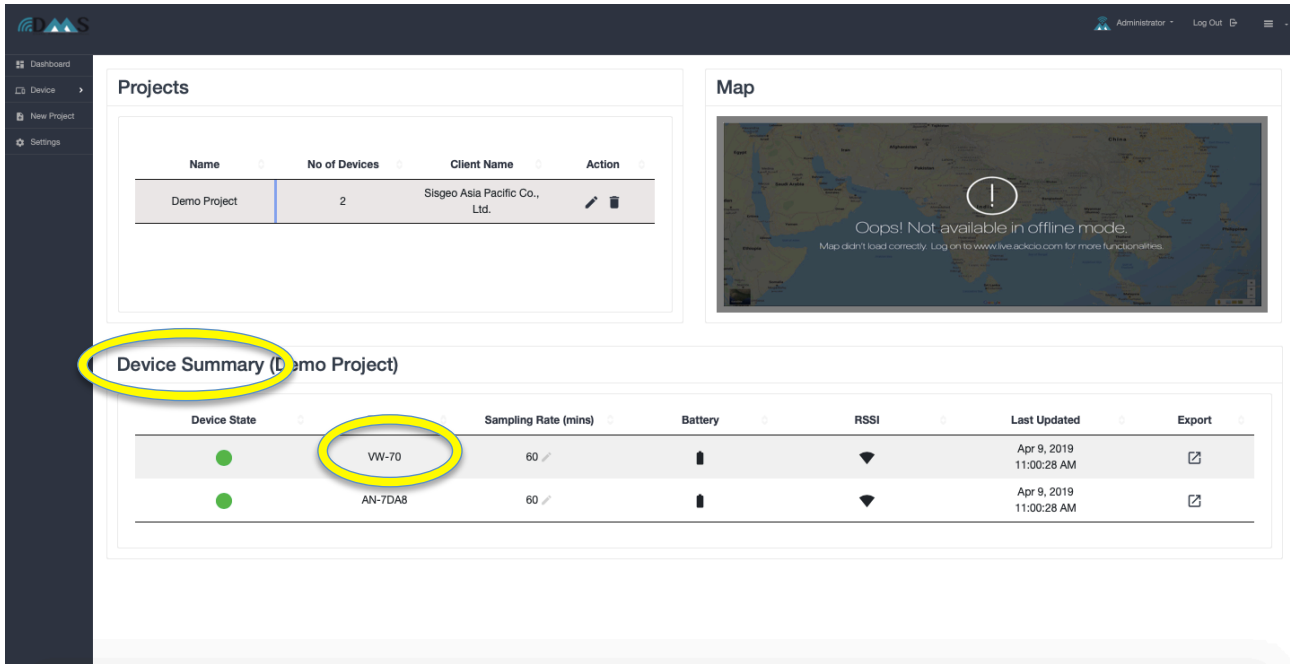 DMS
Administrator
Log Out
Dashboard
Device
New Project
Settings
Projects
Map
Name
No of Devices
Client Name
Action
Demo Project
2
Sisgeo Asia Pacific Co.,
Ltd.
Oops! Not available in offline mode.
Map didn't load correctly. Log on to www.live.ackcio.com for more functionalities.
Device Summary (Demo Project)
Device State
Sampling Rate (mins)
Battery
RSSI
Last Updated
Export
VW-70
60
Apr 9, 2019
11:00:28 AM
AN-7DA8
60
Apr 9, 2019
11:00:28 AM